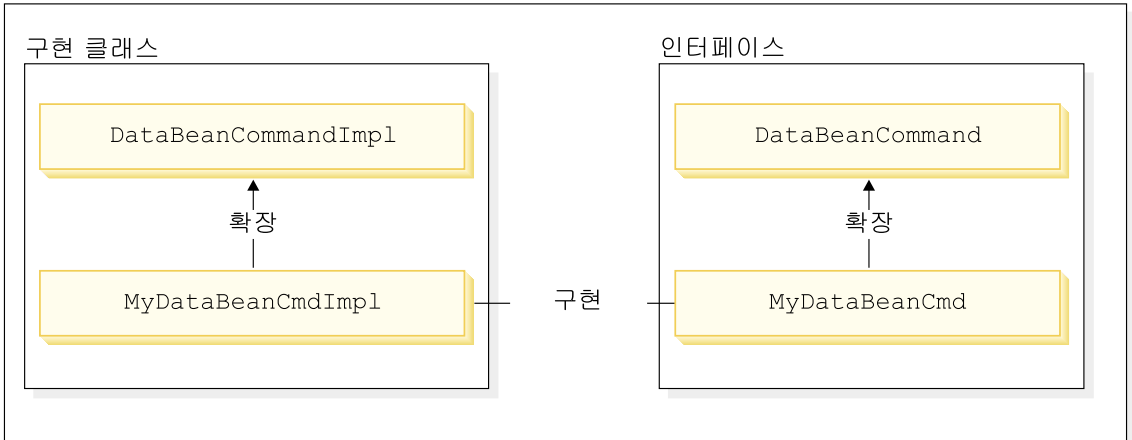 구현 클래스
인터페이스
DataBeanCommandImpl
DataBeanCommand
확장
확장
MyDataBeanCmdImpl
구현
MyDataBeanCmd